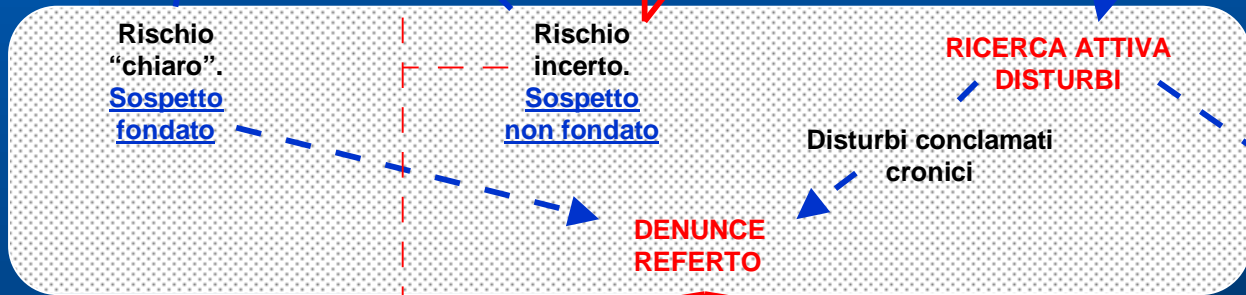 Rischio
“chiaro”.
Sospetto
fondato
Rischio
incerto.
Sospetto
non fondato
RICERCA ATTIVA
DISTURBI
Disturbi conclamati
cronici
DENUNCE
REFERTO